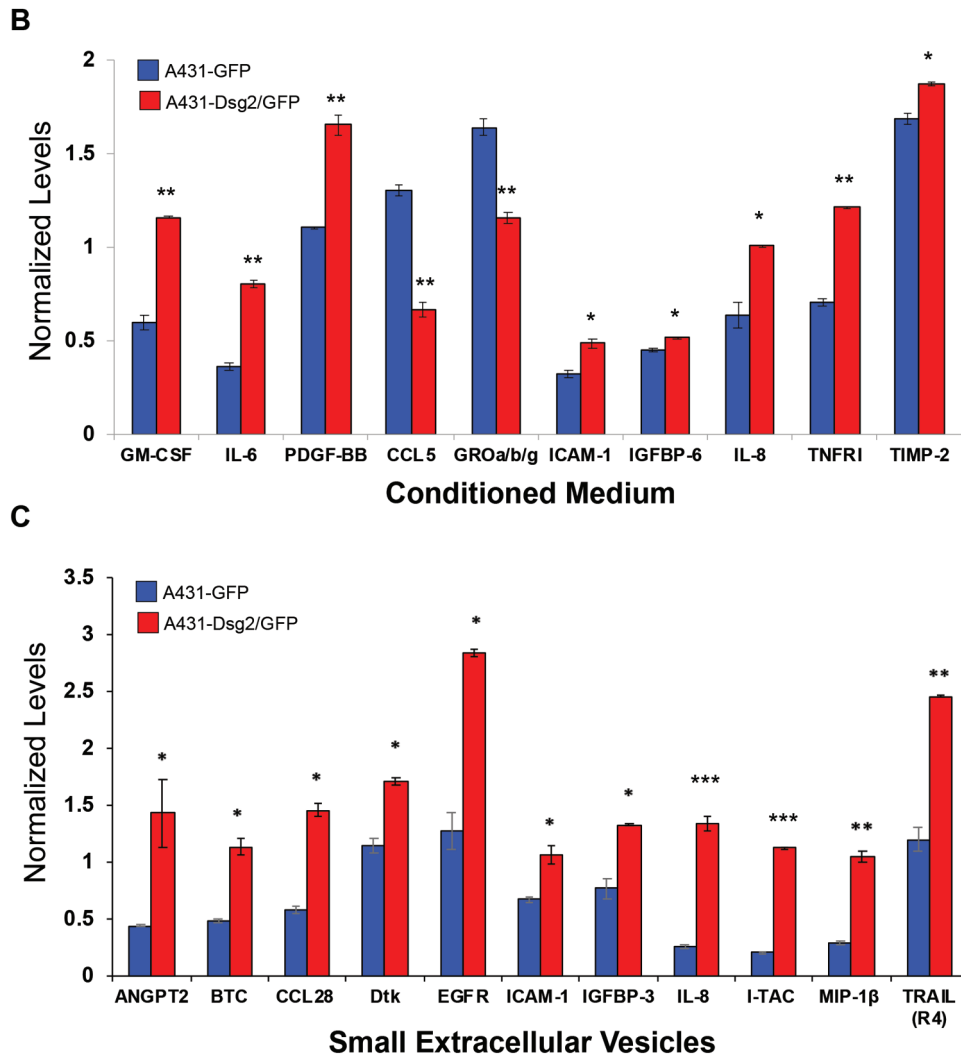 B
Normalized Levels
2
1.5
1
0.5
0
A431-GFP
A431-Dsg2/GFP
** ** ** ** ** * * * ** *
GM-CSF IL-6 PDGF-BB CCL5 GROa/b/g ICAM-1 IGFBP-6 IL-8 TNFRI TIMP-2
Conditioned Medium
C
Normalized Levels
3.5
3
2.5
2
1.5
1
0.5
0
A431-GFP
A431-Dsg2/GFP
* * * * * * * *** *** ** **
ANGPT2 BTC CCL28 Dtk EGFR ICAM-1 IGFBP-3 IL-8 I-TAC MIP-1β TRAIL
(R4)
Small Extracellular Vesicles